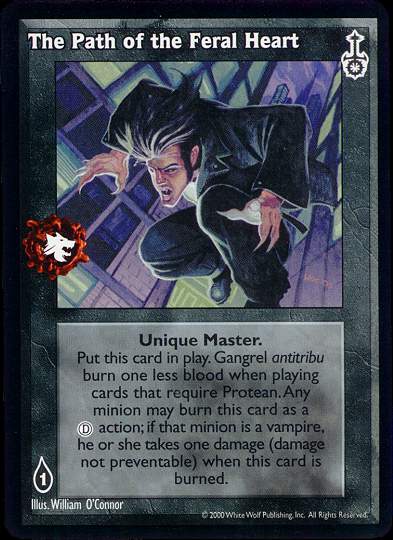 The Path of the Feral Heart
Unique Master.
Put this card in play. Gangrel antitribu
burn one less blood when playing
cards that require Protean. Any
minion may burn this card as a
Ⓓ action; if that minion is a vampire,
he or she takes one damage (damage
not preventable) when this card is
burned.
1
Illus. William O'Connor
© 2000 White Wolf Publishing, Inc. All Rights Reserved.